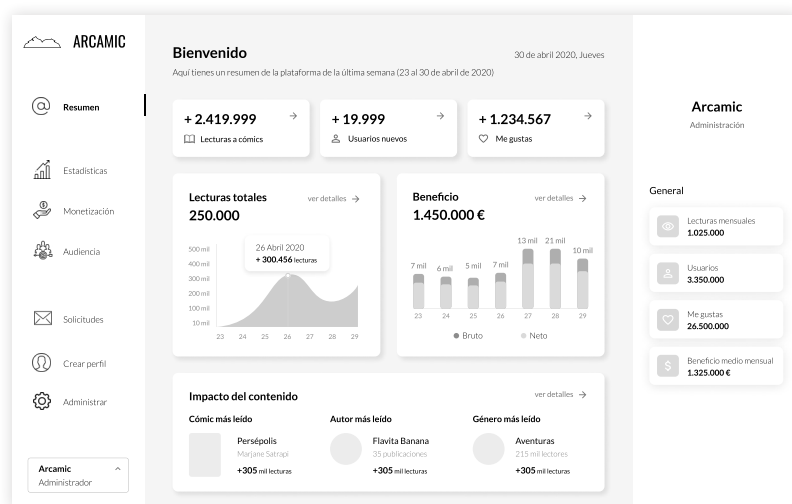 ARCAMIC
Resumen
Estadísticas
Monetización
Audiencia
Solicitudes
Crear perfil
Administrar
Arcamic
Administrador
Bienvenido
30 de abril 2020, Jueves
Aquí tienes un resumen de la plataforma de la última semana (23 al 30 de abril de 2020)
+ 2.419.999
Lecturas a cómics
+ 19.999
Usuarios nuevos
+ 1.234.567
Me gustas
Lecturas totales
ver detalles
250.000
26 Abril 2020
+ 300.456 lecturas
500 mil
400 mil
300 mil
200 mil
100 mil
10 mil
23 24 25 26 27 28 29
Beneficio
ver detalles
1.450.000 €
7 mil 6 mil 5 mil 7 mil 13 mil 21 mil 10 mil
23 24 25 26 27 28 29
Bruto Neto
Impacto del contenido
ver detalles
Cómic más leído
Persépolis
Marjane Satrapi
+305 mil lecturas
Autor más leído
Flavita Banana
35 publicaciones
+305 mil lecturas
Género más leído
Aventuras
215 mil lectores
+305 mil lecturas
Arcamic
Administración
General
Lecturas mensuales
1.025.000
Usuarios
3.350.000
Me gustas
26.500.000
Beneficio medio mensual
1.325.000 €